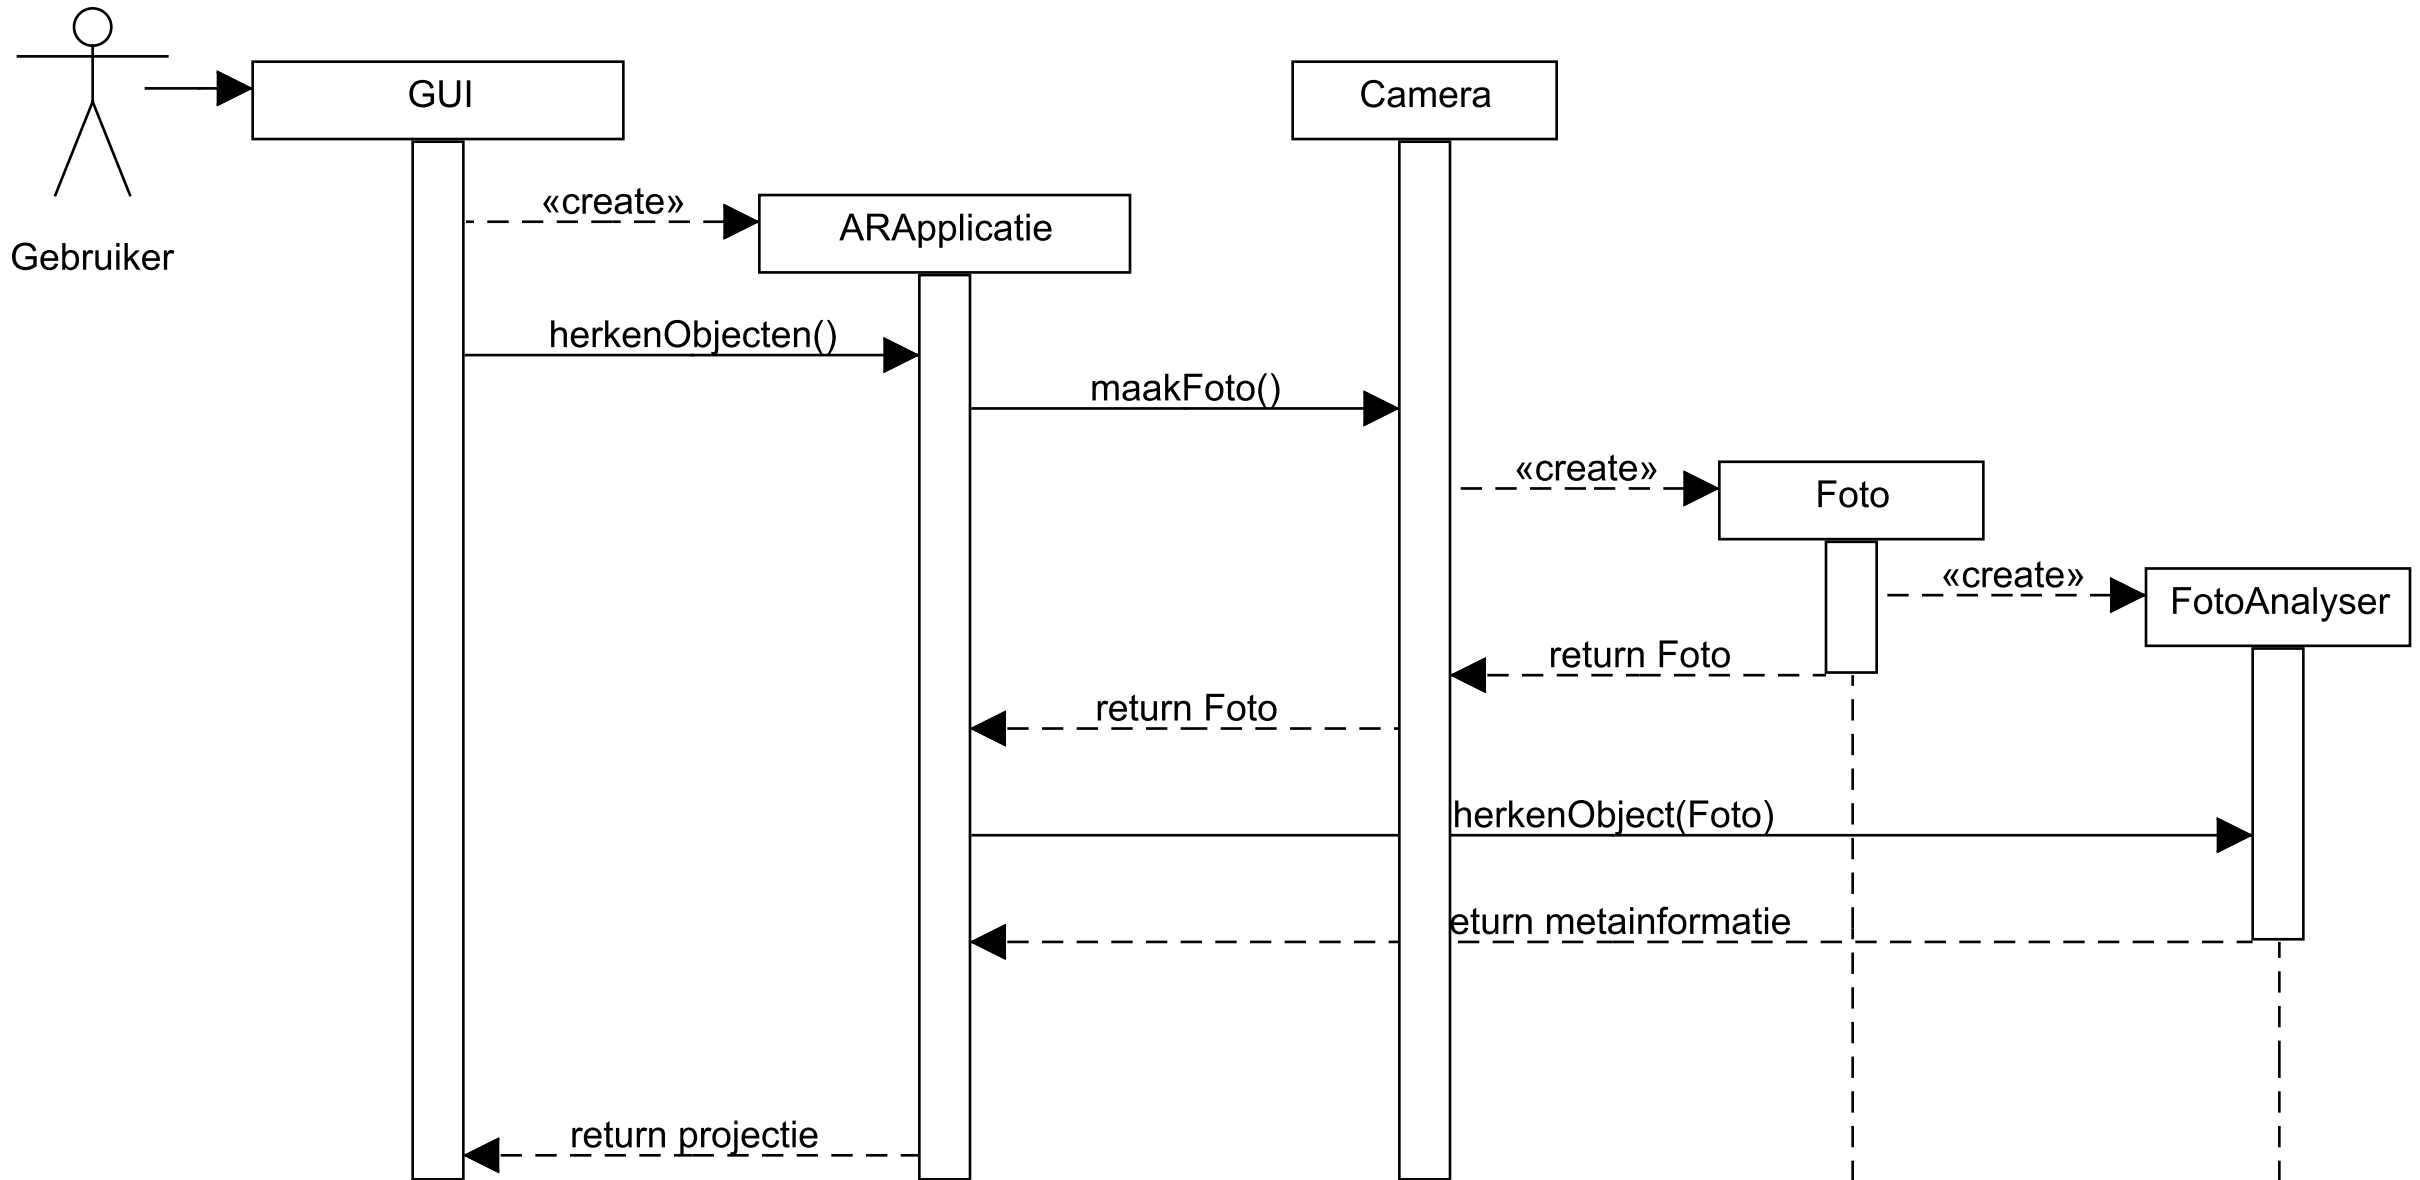 GUI
Camera
«create»
ARApplicatie
Gebruiker
herkenObjecten()
maakFoto()
«create»
Foto
«create»
FotoAnalyser
return Foto
return Foto
herkenObject(Foto)
eturn metainformatie
return projectie